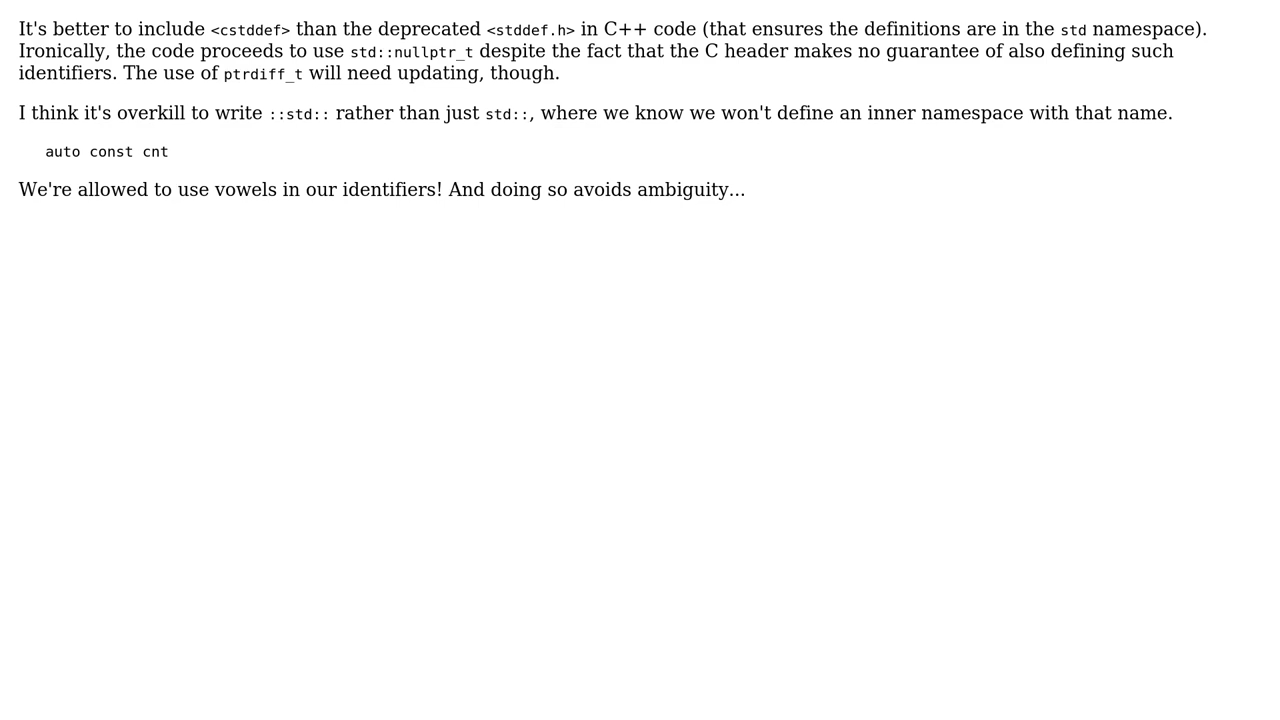 It's better to include <cstddef> than the deprecated <stddef.h> in C++ code (that ensures the definitions are in the std namespace).
Ironically, the code proceeds to use std::nullptr_t despite the fact that the C header makes no guarantee of also defining such
identifiers. The use of ptrdiff_t will need updating, though.
I think it's overkill to write ::std:: rather than just std::, where we know we won't define an inner namespace with that name.
auto const cnt
We're allowed to use vowels in our identifiers! And doing so avoids ambiguity...